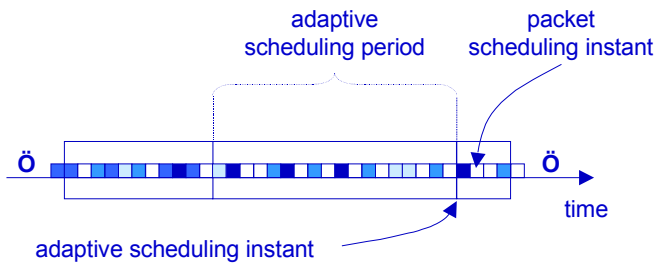 adaptive
scheduling period
packet
scheduling instant
Ö
Ö
time
adaptive scheduling instant